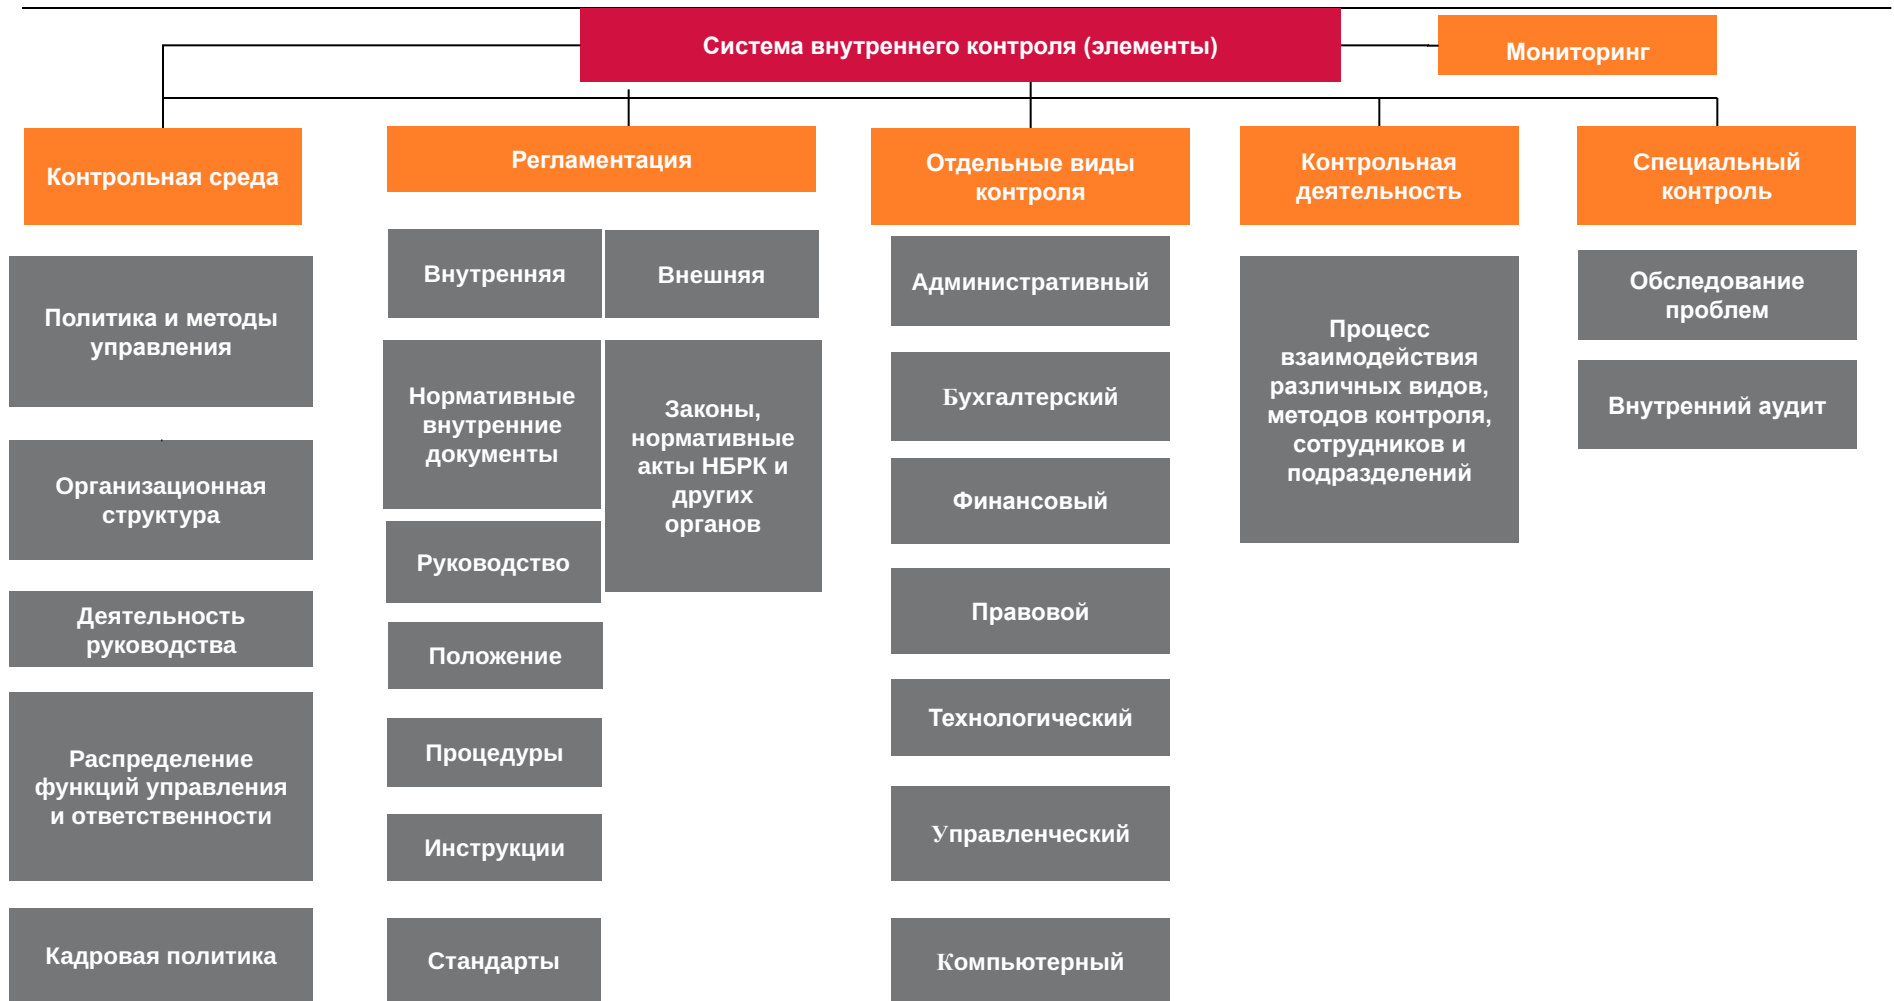 Система внутреннего контроля (элементы)
Мониторинг
Контрольная среда
Политика и методы
управления
Организационная
структура
Деятельность
руководства
Распределение
функций управления
и ответственности
Кадровая политика
Регламентация
Внутренняя
Внешняя
Нормативные
внутренние
документы
Законы,
нормативные
акты НБРК и
других
органов
Руководство
Положение
Процедуры
Инструкции
Стандарты
Отдельные виды
контроля
Административный
Бухгалтерский
Финансовый
Правовой
Технологический
Управленческий
Компьютерный
Контрольная
деятельность
Процесс
взаимодействия
различных видов,
методов контроля,
сотрудников и
подразделений
Специальный
контроль
Обследование
проблем
Внутренний аудит